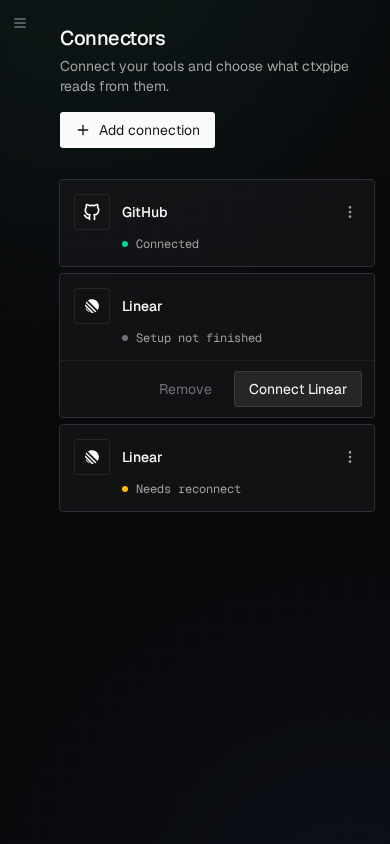 Connectors
Connect your tools and choose what ctxpipe
reads from them.
Add connection
GitHub
Connected
Linear
Setup not finished
Remove
Connect Linear
Linear
Needs reconnect